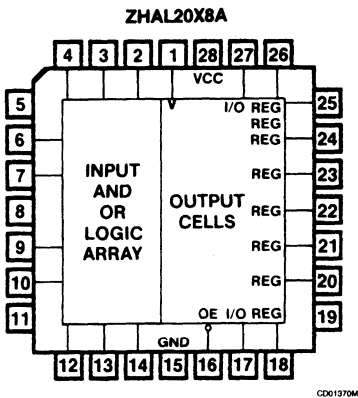 ZHAL20X8A
4 3 2 1 28 27 26
VCC
5 I/O REG 25
REG
6 REG 24
7 REG 23
INPUT
AND
OR
LOGIC
ARRAY
OUTPUT
CELLS
8 REG 22
9 REG 21
10 REG 20
11 OE I/O REG 19
GND
12 13 14 15 16 17 18
CD01370M